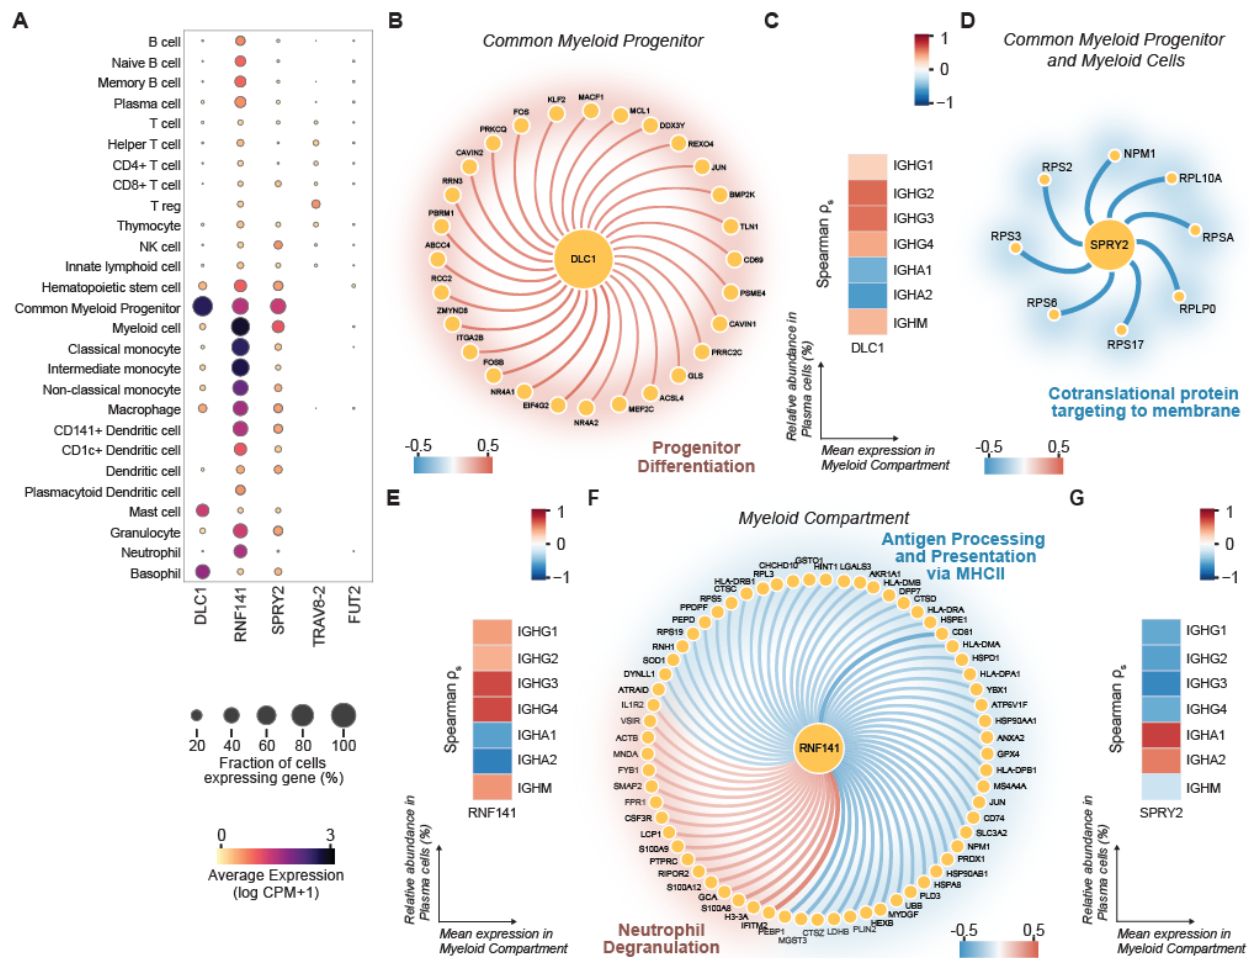 A
B cell
Naive B cell
Memory B cell
Plasma cell
T cell
Helper T cell
CD4+ T cell
CD8+ T cell
T reg
Thymocyte
NK cell
Innate lymphoid cell
Hematopoietic stem cell
Common Myeloid Progenitor
Myeloid cell
Classical monocyte
Intermediate monocyte
Non-classical monocyte
Macrophage
CD141+ Dendritic cell
CD1c+ Dendritic cell
Dendritic cell
Plasmacytoid Dendritic cell
Mast cell
Granulocyte
Neutrophil
Basophil
DLC1
RNF141
SPRY2
TRAV8-2
FUT2
20 40 60 80 100
Fraction of cells
expressing gene (%)
0 3
Average Expression
(log CPM+1)
B
Common Myeloid Progenitor
DLC1
MACF1
MCL1
DDX3Y
REXO4
JUN
BMP2K
TLN1
CD69
PSME4
CAVIN1
PRRC2C
GLS
ACSL4
MEF2C
NR4A2
EIF4G2
NR4A1
FOSB
ITGA2B
ZMYND8
RCC2
ABCC4
PBRM1
RRN3
CAVIN2
PRKCQ
FOS
KLF2
-0.5 0.5
Progenitor
Differentiation
C
1
0
-1
Spearman ρs
IGHG1
IGHG2
IGHG3
IGHG4
IGHA1
IGHA2
IGHM
DLC1
Relative abundance in
Plasma cells (%)
Mean expression in
Myeloid Compartment
D
Common Myeloid Progenitor
and Myeloid Cells
SPRY2
NPM1
RPL10A
RPSA
RPLP0
RPS17
RPS6
RPS3
RPS2
Cotranslational protein
targeting to membrane
-0.5 0.5
E
1
0
-1
Spearman ρs
IGHG1
IGHG2
IGHG3
IGHG4
IGHA1
IGHA2
IGHM
RNF141
Relative abundance in
Plasma cells (%)
Mean expression in
Myeloid Compartment
F
Myeloid Compartment
Antigen Processing
and Presentation
via MHCII
RNF141
GSTO1
HINT1
LGALS3
AKR1A1
HLA-DMB
DPP7
CTSD
HLA-DRA
HSPE1
CD81
HLA-DMA
HSPD1
HLA-DPA1
YBX1
ATP6V1F
HSP90AA1
ANXA2
GPX4
HLA-DPB1
MS4A4A
JUN
CD74
SLC3A2
NPM1
PRDX1
HSP90AB1
HSPA8
PLD3
UBB
MYDGF
HEXB
PLIN2
LDHB
CTSZ
MGST3
PEBP1
IFITM2
H3-3A
S100A8
GCA
S100A12
RIPOR2
PTPRC
S100A9
LCP1
CSF3R
FPR1
SMAP2
FYB1
MNDA
ACTB
VSIR
IL1R2
ATRAID
DYNLL1
SOD1
RNH1
RPS19
PEPD
PPDPF
RPS5
CTSC
HLA-DRB1
RPL3
CHCHD10
Neutrophil
Degranulation
-0.5 0.5
G
1
0
-1
Spearman ρs
IGHG1
IGHG2
IGHG3
IGHG4
IGHA1
IGHA2
IGHM
SPRY2
Relative abundance in
Plasma cells (%)
Mean expression in
Myeloid Compartment